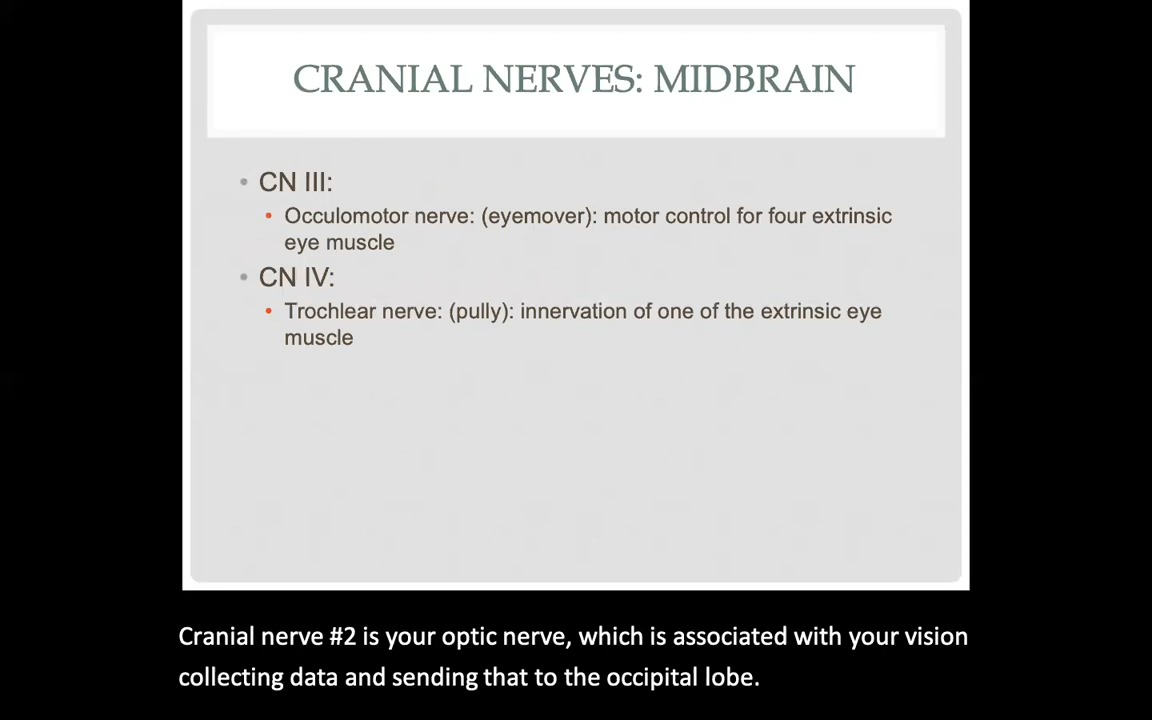 CRANIAL NERVES: MIDBRAIN
• CN III:
• Occulomotor nerve: (eyemover): motor control for four extrinsic
eye muscle
• CN IV:
• Trochlear nerve: (pully): innervation of one of the extrinsic eye
muscle
Cranial nerve #2 is your optic nerve, which is associated with your vision
collecting data and sending that to the occipital lobe.